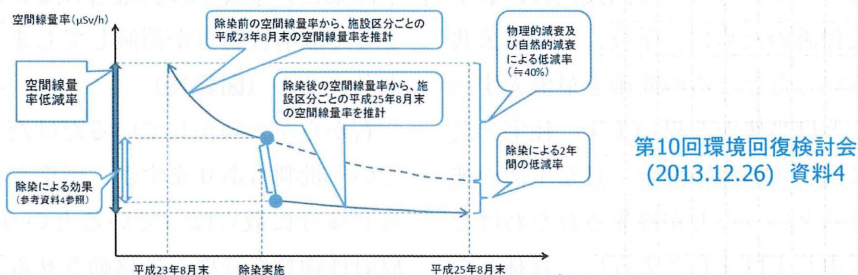 空間線量率(μSv/h)
除染前の空間線量率から、施設区分ごとの
平成23年8月末の空間線量率を推計
物理的減衰及
び自然的減衰
による低減率
(≒40%)
空間線量
率低減率
除染後の空間線量率から、施
設区分ごとの平成25年8月末
の空間線量率を推計
除染による2年
間の低減率
第10回環境回復検討会
(2013.12.26) 資料4
除染による効果
(参考資料4参照)
平成23年8月末
除染実施
平成25年8月末